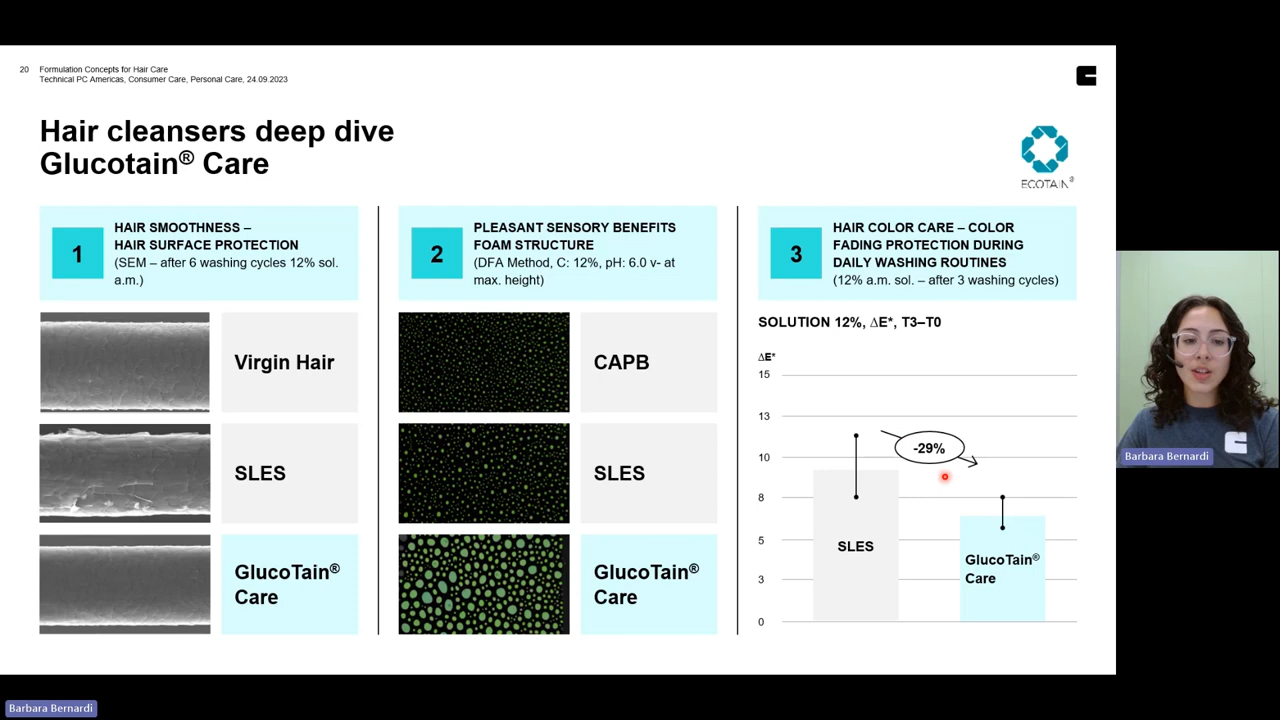 20 Formulation Concepts for Hair Care
Technical PC Americas, Consumer Care, Personal Care, 24.09.2023
Hair cleansers deep dive
Glucotain® Care
ECOTAIN®
1
HAIR SMOOTHNESS –
HAIR SURFACE PROTECTION
(SEM – after 6 washing cycles 12% sol.
a.m.)
Virgin Hair
SLES
GlucoTain®
Care
2
PLEASANT SENSORY BENEFITS
FOAM STRUCTURE
(DFA Method, C: 12%, pH: 6.0 v- at
max. height)
CAPB
SLES
GlucoTain®
Care
3
HAIR COLOR CARE – COLOR
FADING PROTECTION DURING
DAILY WASHING ROUTINES
(12% a.m. sol. – after 3 washing cycles)
SOLUTION 12%, ∆E*, T3–T0
∆E*
15
13
10
8
5
3
0
-29%
SLES
GlucoTain®
Care
Barbara Bernardi
Barbara Bernardi